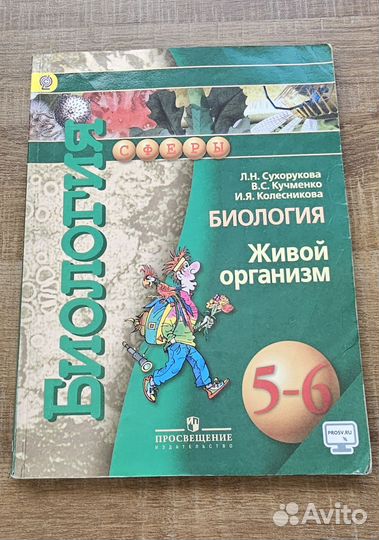 Биология
СФЕРЫ
Л.Н. Сухорукова
В.С. Кучменко
И.Я. Колесникова
БИОЛОГИЯ
Живой
организм
5-6
PROSV.RU
ПРОСВЕЩЕНИЕ
ИЗДАТЕЛЬСТВО
Avito